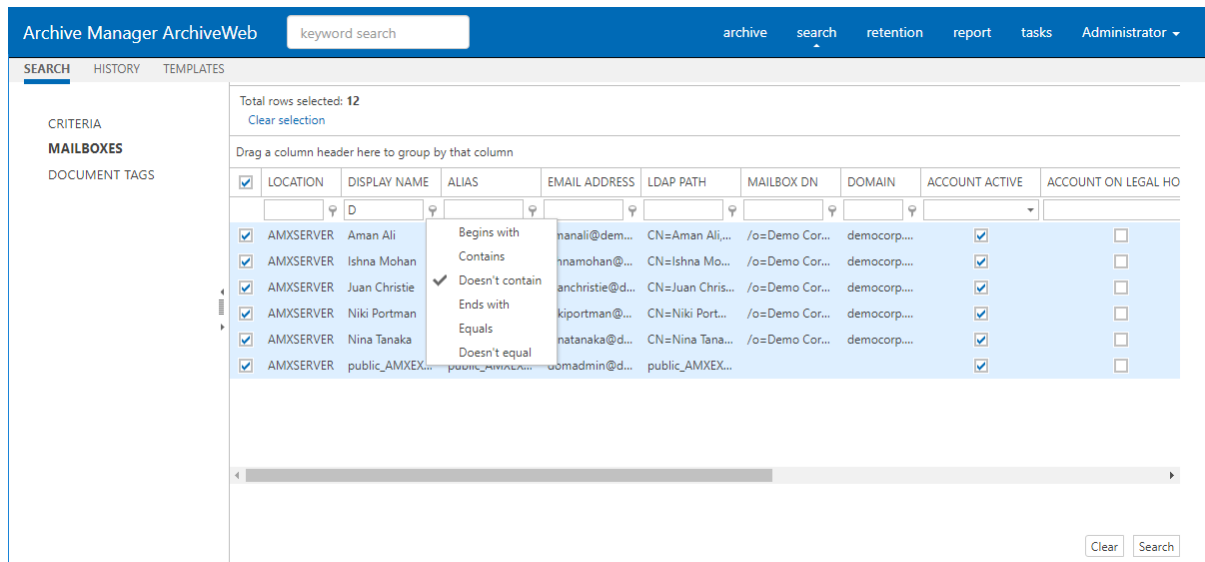 Archive Manager ArchiveWeb keyword search archive search retention report tasks Administrator
SEARCH HISTORY TEMPLATES
Total rows selected: 12
Clear selection
CRITERIA
MAILBOXES
DOCUMENT TAGS
Drag a column header here to group by that column
LOCATION DISPLAY NAME ALIAS EMAIL ADDRESS LDAP PATH MAILBOX DN DOMAIN ACCOUNT ACTIVE ACCOUNT ON LEGAL HO
D
Begins with
Contains
Doesn't contain
Ends with
Equals
Doesn't equal
AMXSERVER Aman Ali manali@dem... CN=Aman Ali,... /o=Demo Cor... democorp....
AMXSERVER Ishna Mohan nnamohan@... CN=Ishna Mo... /o=Demo Cor... democorp....
AMXSERVER Juan Christie anchristie@d... CN=Juan Chris... /o=Demo Cor... democorp....
AMXSERVER Niki Portman kiportman@... CN=Niki Port... /o=Demo Cor... democorp....
AMXSERVER Nina Tanaka natanaka@d... CN=Nina Tana... /o=Demo Cor... democorp....
AMXSERVER public_AMXEX... public_AMXEX... domadmin@d... public_AMXEX...
Clear Search